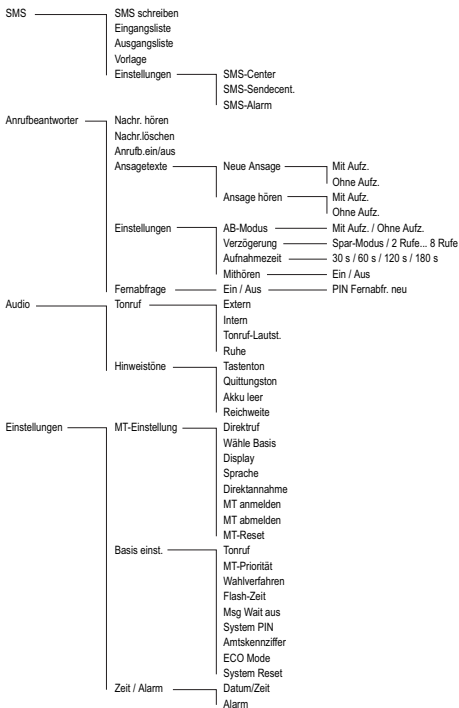 SMS SMS schreiben
Eingangsliste
Ausgangsliste
Vorlage
Einstellungen SMS-Center
SMS-Sendecent.
SMS-Alarm
Anrufbeantworter Nachr. hören
Nachr.löschen
Anrufb.ein/aus
Ansagetexte Neue Ansage Mit Aufz.
Ohne Aufz.
Ansage hören Mit Aufz.
Ohne Aufz.
Einstellungen AB-Modus Mit Aufz. / Ohne Aufz.
Verzögerung Spar-Modus / 2 Rufe... 8 Rufe
Aufnahmezeit 30 s / 60 s / 120 s / 180 s
Mithören Ein / Aus
Fernabfrage Ein / Aus PIN Fernabfr. neu
Audio Tonruf Extern
Intern
Tonruf-Lautst.
Ruhe
Hinweistöne Tastenton
Quittungston
Akku leer
Reichweite
Einstellungen MT-Einstellung Direktruf
Wähle Basis
Display
Sprache
Direktannahme
MT anmelden
MT abmelden
MT-Reset
Basis einst. Tonruf
MT-Priorität
Wahlverfahren
Flash-Zeit
Msg Wait aus
System PIN
Amtskennziffer
ECO Mode
System Reset
Zeit / Alarm Datum/Zeit
Alarm